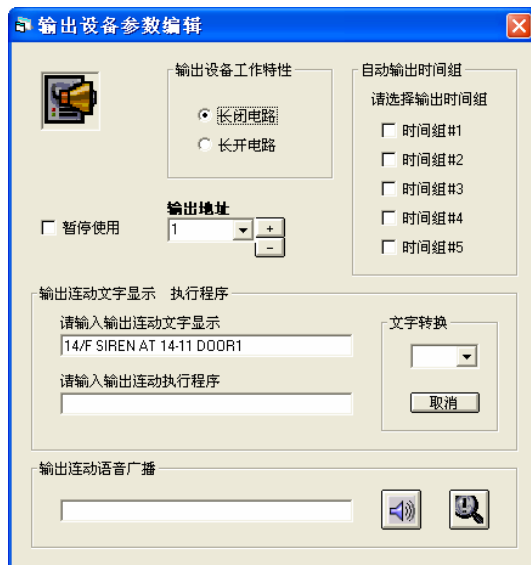 输出设备参数编辑
输出设备工作特性
长闭电路
长开电路
自动输出时间组
请选择输出时间组
时间组#1
时间组#2
时间组#3
时间组#4
时间组#5
暂停使用
输出地址
1
+
-
输出连动文字显示 执行程序
请输入输出连动文字显示
14/F SIREN AT 14-11 DOOR1
请输入输出连动执行程序
文字转换
取消
输出连动语音广播